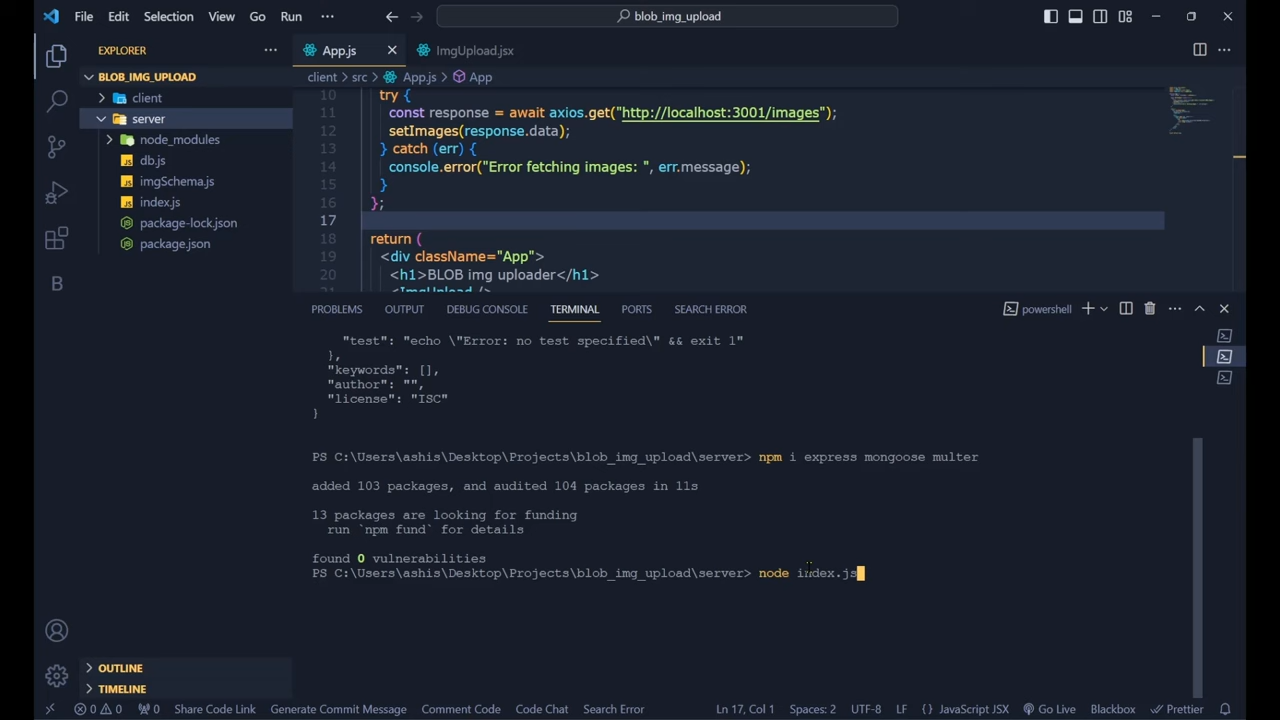 File Edit Selection View Go Run ··· blob_img_upload
EXPLORER ···
App.js
ImgUpload.jsx
BLOB_IMG_UPLOAD
client
server
node_modules
db.js
imgSchema.js
index.js
package-lock.json
package.json
B
OUTLINE
TIMELINE
client > src > App.js > App
10 try {
11 const response = await axios.get("http://localhost:3001/images");
12 setImages(response.data);
13 } catch (err) {
14 console.error("Error fetching images: ", err.message);
15 }
16 };
17
18 return (
19 <div className="App">
20 <h1>BLOB img uploader</h1>
PROBLEMS OUTPUT DEBUG CONSOLE TERMINAL PORTS SEARCH ERROR powershell
"test": "echo \"Error: no test specified\" && exit 1"
},
"keywords": [],
"author": "",
"license": "ISC"
}
PS C:\Users\ashis\Desktop\Projects\blob_img_upload\server> npm i express mongoose multer
added 103 packages, and audited 104 packages in 11s
13 packages are looking for funding
run `npm fund` for details
found 0 vulnerabilities
PS C:\Users\ashis\Desktop\Projects\blob_img_upload\server> node index.js
0 0 0 Share Code Link Generate Commit Message Comment Code Code Chat Search Error Ln 17, Col 1 Spaces: 2 UTF-8 LF {} JavaScript JSX Go Live Blackbox Prettier